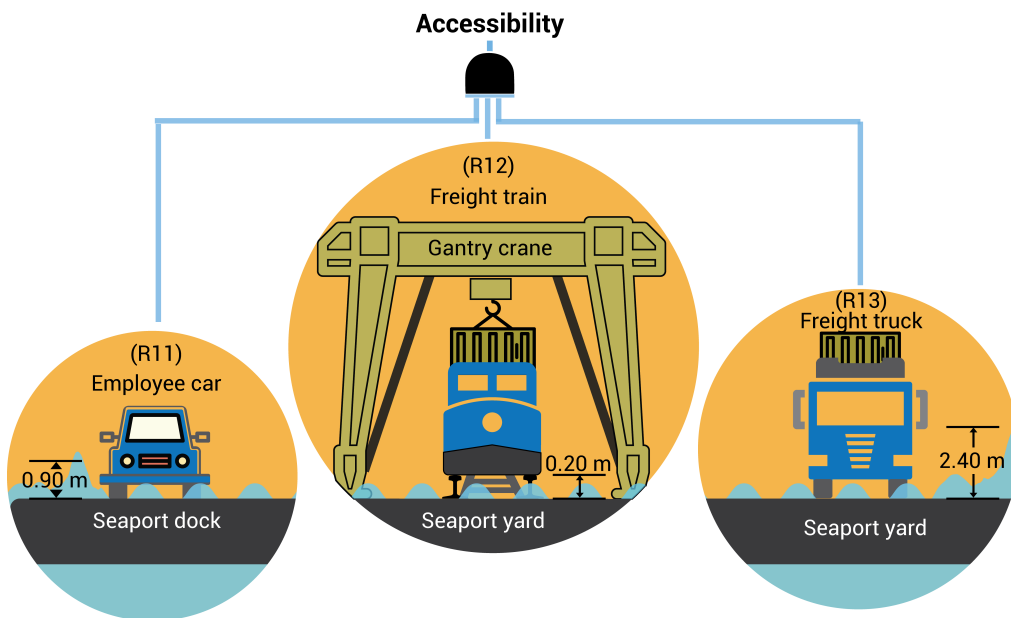 Accessibility
(R12)
Freight train
Gantry crane
0.20 m
Seaport yard
(R11)
Employee car
0.90 m
Seaport dock
(R13)
Freight truck
2.40 m
Seaport yard